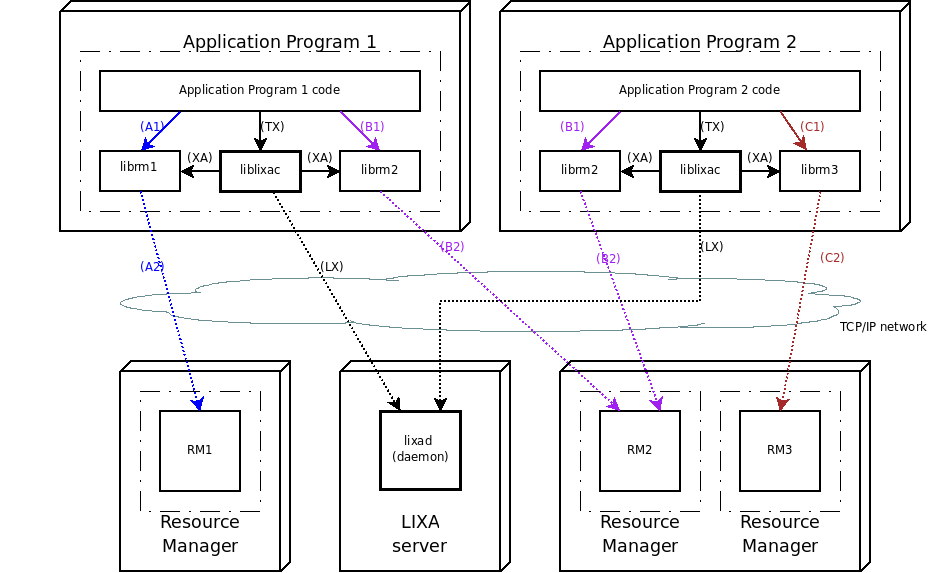 Application Program 1
Application Program 2
Application Program 1 code
Application Program 2 code
(A1)
(TX)
(B1)
(B1)
(TX)
(C1)
librm1
(XA)
liblixac
(XA)
librm2
librm2
(XA)
liblixac
(XA)
librm3
(A2)
(LX)
(B2)
(B2)
(LX)
(C2)
TCP/IP network
RM1
lixad
(daemon)
RM2
RM3
Resource
Manager
LIXA
server
Resource
Manager
Resource
Manager